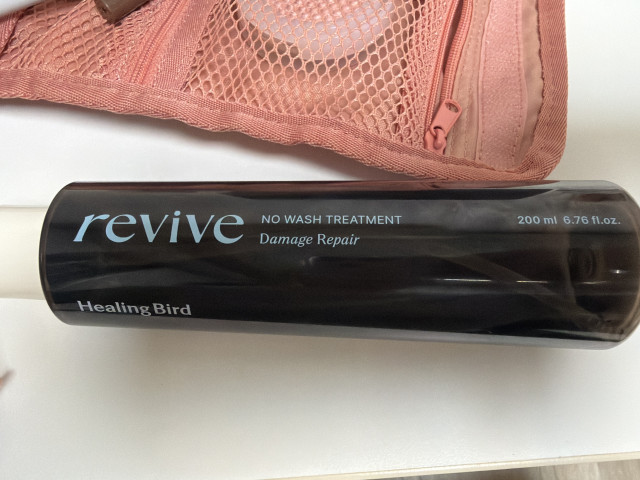 revive NO WASH TREATMENT 200 ml 6.76 fl.oz.
Damage Repair
Healing Bird